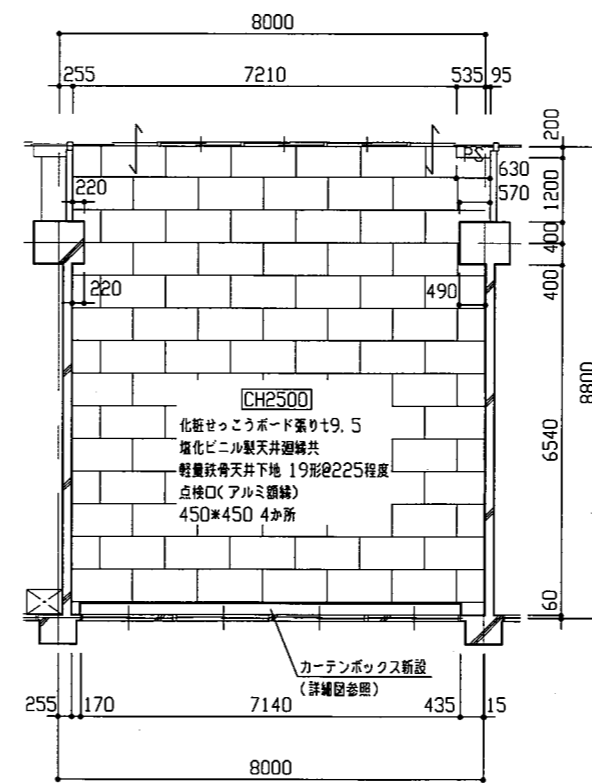 8000
255 7210 535 95
200
PS
630
220
570
1200
400
400
220
490
8800
CH2500
化粧せっこうボード張りt9.5
塩化ビニル製天井廻縁共
軽量鉄骨天井下地 19形@225程度
点検口(アルミ額縁)
450*450 4か所
6540
60
カーテンボックス新設
(詳細図参照)
255 170 7140 435 15
8000